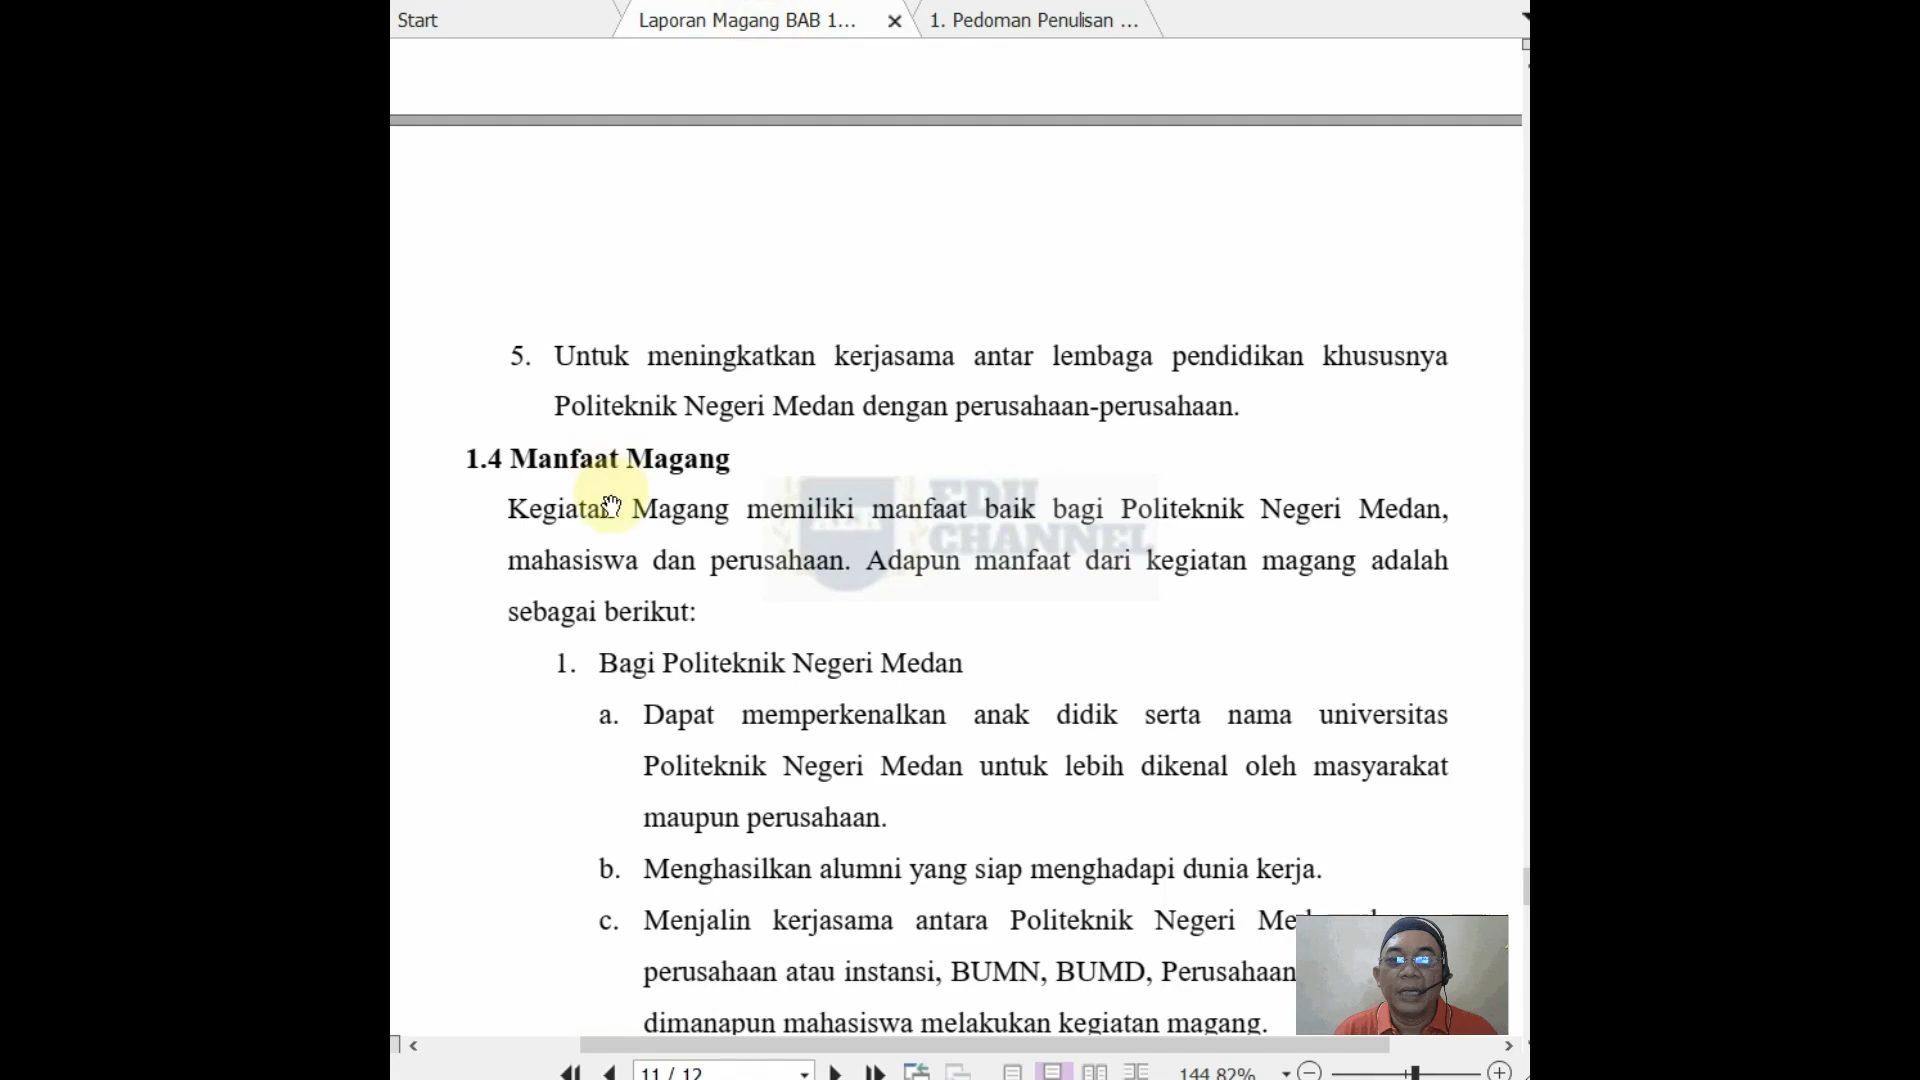 Start
Laporan Magang BAB 1...
1. Pedoman Penulisan ...
5. Untuk meningkatkan kerjasama antar lembaga pendidikan khususnya
Politeknik Negeri Medan dengan perusahaan-perusahaan.
1.4 Manfaat Magang
Kegiatan Magang memiliki manfaat baik bagi Politeknik Negeri Medan,
mahasiswa dan perusahaan. Adapun manfaat dari kegiatan magang adalah
sebagai berikut:
EDU
CHANNEL
1. Bagi Politeknik Negeri Medan
a. Dapat memperkenalkan anak didik serta nama universitas
Politeknik Negeri Medan untuk lebih dikenal oleh masyarakat
maupun perusahaan.
b. Menghasilkan alumni yang siap menghadapi dunia kerja.
c. Menjalin kerjasama antara Politeknik Negeri
perusahaan atau instansi, BUMN, BUMD, Perusahaan
dimanapun mahasiswa melakukan kegiatan magang.
11 / 12
144.82%